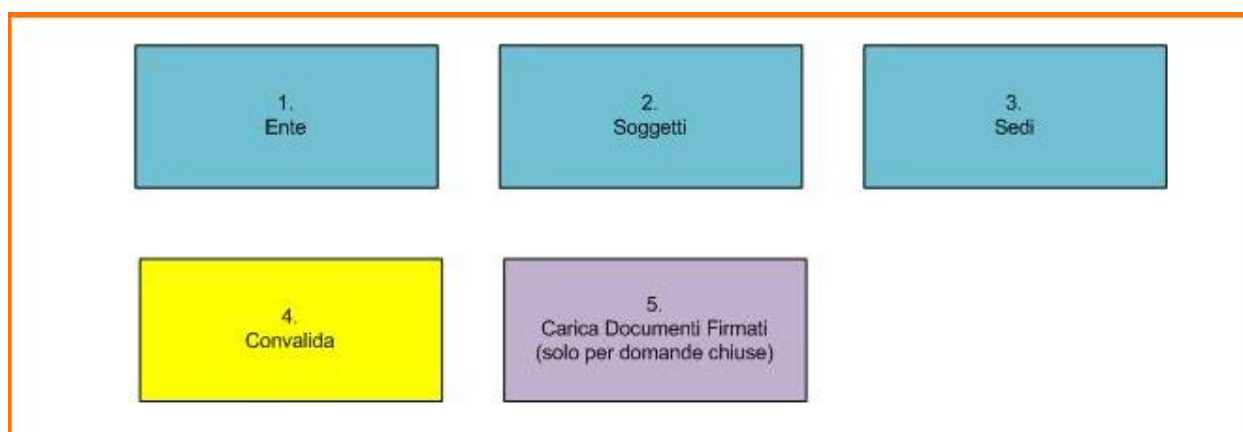 1.
Ente
2.
Soggetti
3.
Sedi
4.
Convalida
5.
Carica Documenti Firmati
(solo per domande chiuse)